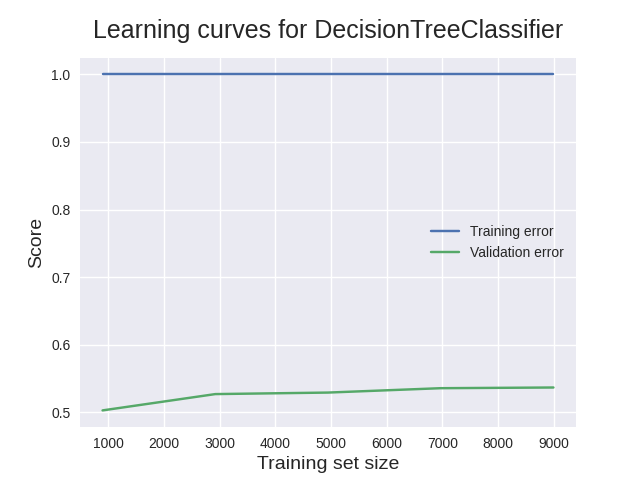 Learning curves for DecisionTreeClassifier
1.0
0.9
0.8
0.7
0.6
0.5
Score
Training error
Validation error
1000 2000 3000 4000 5000 6000 7000 8000 9000
Training set size